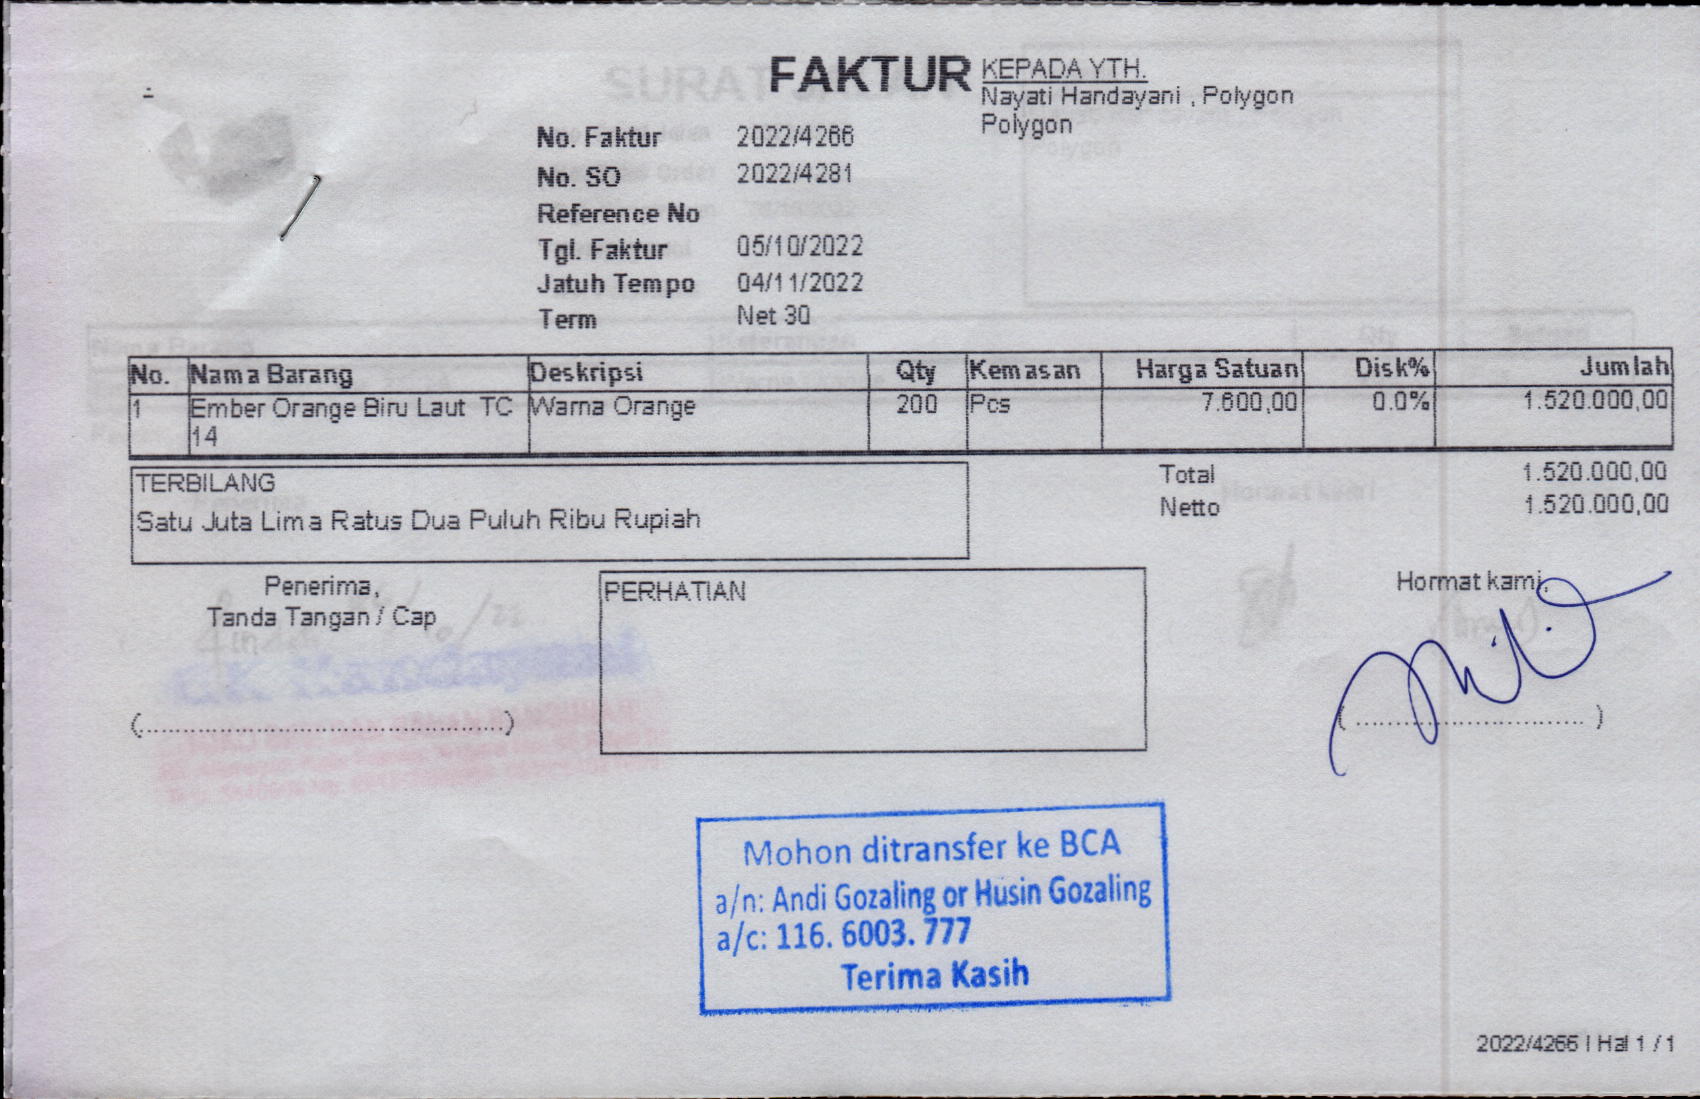 FAKTUR
KEPADA YTH.
Nayati Handayani , Polygon
Polygon
No. Faktur 2022/4266
No. SO 2022/4281
Reference No
Tgl. Faktur 05/10/2022
Jatuh Tempo 04/11/2022
Term Net 30
No. Nama Barang Deskripsi Qty Kemasan Harga Satuan Disk% Jumlah
1 Ember Orange Biru Laut TC Warna Orange 200 Pcs 7.600,00 0.0% 1.520.000,00
14
TERBILANG
Satu Juta Lima Ratus Dua Puluh Ribu Rupiah
Total 1.520.000,00
Netto 1.520.000,00
Penerima,
Tanda Tangan / Cap
PERHATIAN
Hormat kami,
(..............................................)
( .............................. )
Mohon ditransfer ke BCA
a/n: Andi Gozaling or Husin Gozaling
a/c: 116. 6003. 777
Terima Kasih
2022/4266 | Hal 1 / 1